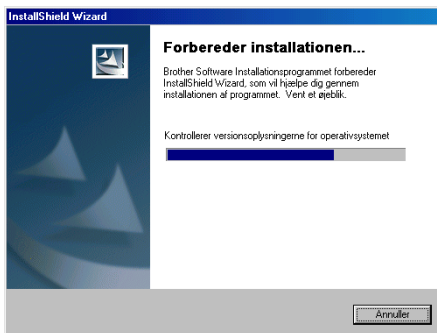 InstallShield Wizard
Forbereder installationen...
Brother Software Installationsprogrammet forbereder
InstallShield Wizard, som vil hjælpe dig gennem
installationen af programmet. Vent et øjeblik.
Kontrollerer versionsoplysningerne for operativsystemet
Annuller